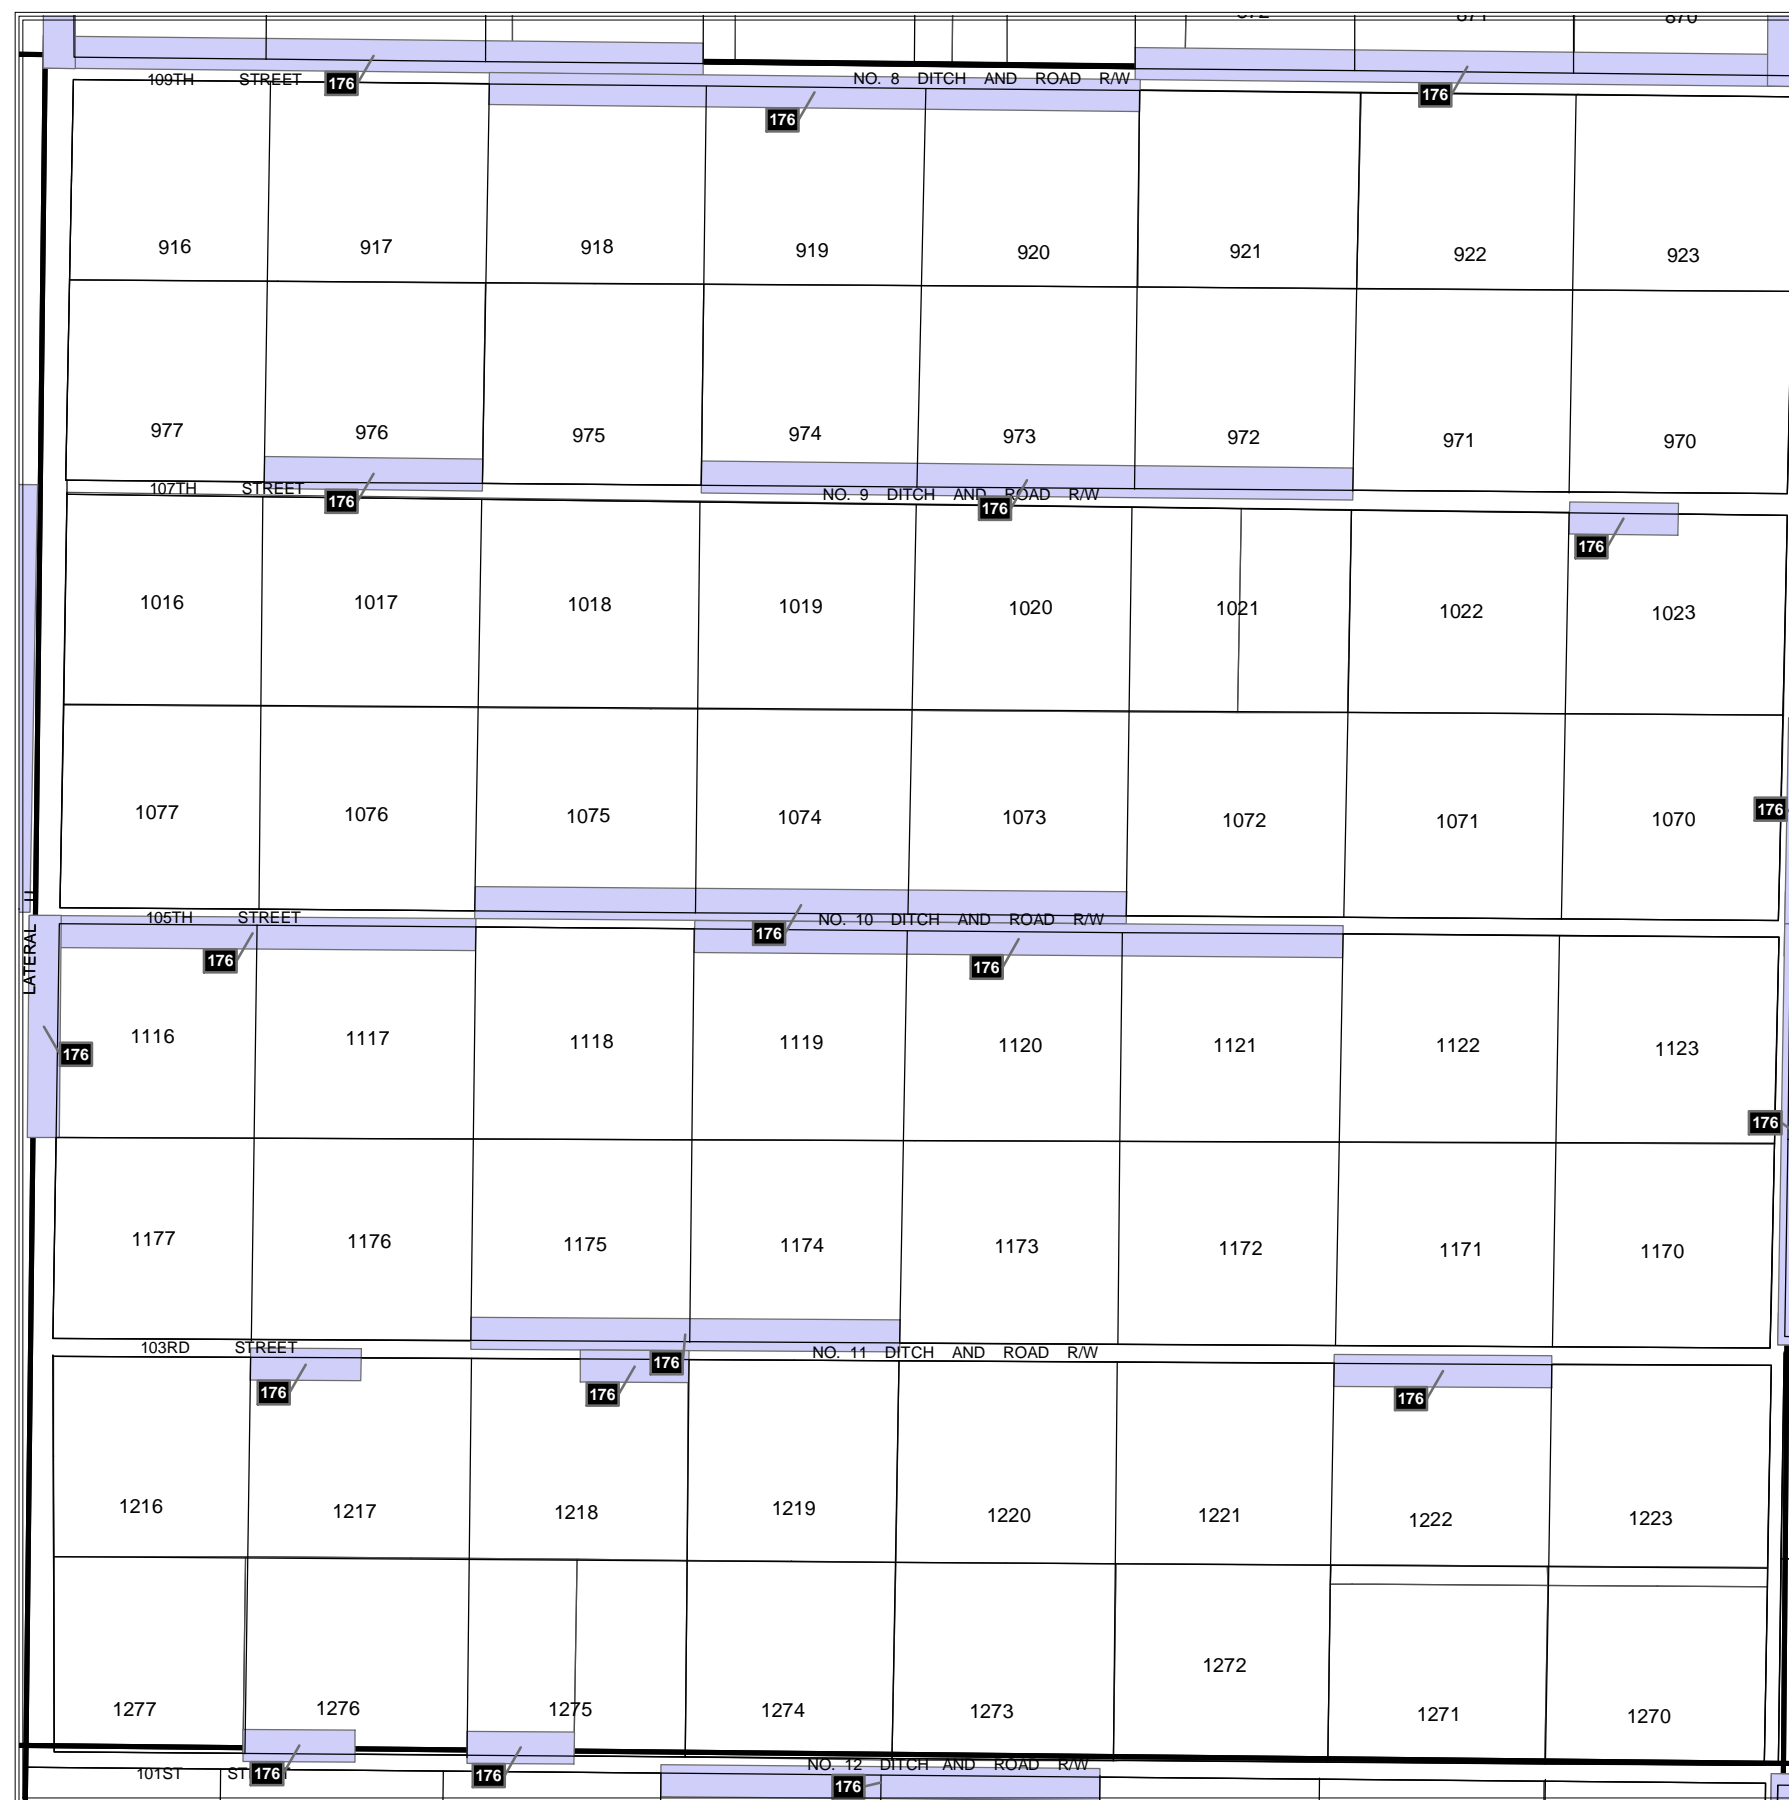 109TH STREET 176 NO. 8 DITCH AND ROAD R/W
176 176
916 917 918 919 920 921 922 923
977 976 975 974 973 972 971 970
107TH STREET 176 NO. 9 DITCH AND ROAD R/W
176 176
1016 1017 1018 1019 1020 1021 1022 1023
1077 1076 1075 1074 1073 1072 1071 1070 176
LATERAL
105TH STREET NO. 10 DITCH AND ROAD R/W
176 176 176
1116 1117 1118 1119 1120 1121 1122 1123
176 176
1177 1176 1175 1174 1173 1172 1171 1170
103RD STREET NO. 11 DITCH AND ROAD R/W
176 176 176 176
1216 1217 1218 1219 1220 1221 1222 1223
1272
1277 1276 1275 1274 1273 1271 1270
101ST 176 176 NO. 12 DITCH AND ROAD R/W
176